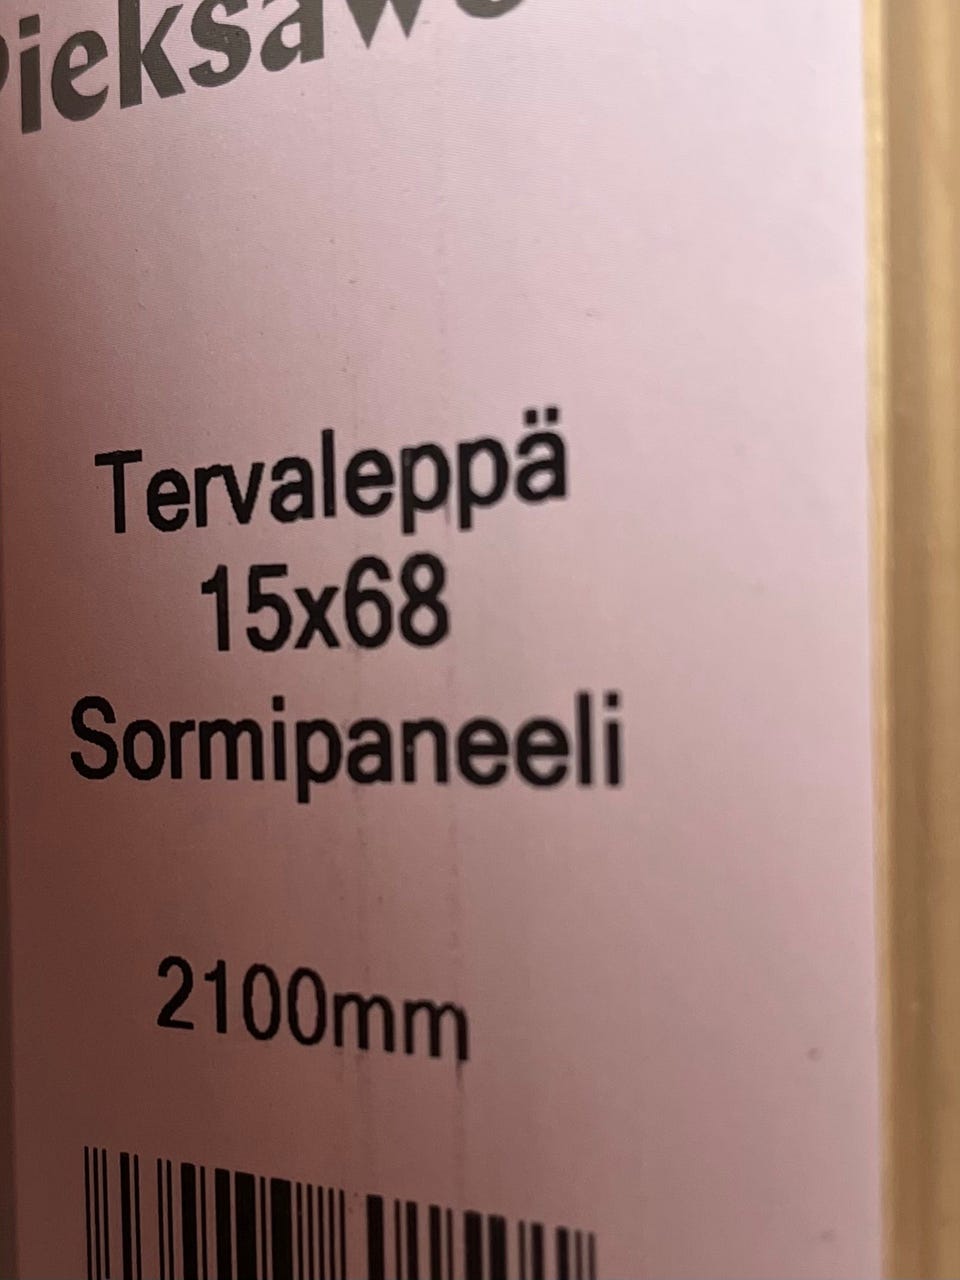 Tervaleppä
15x68
Sormipaneeli
2100mm